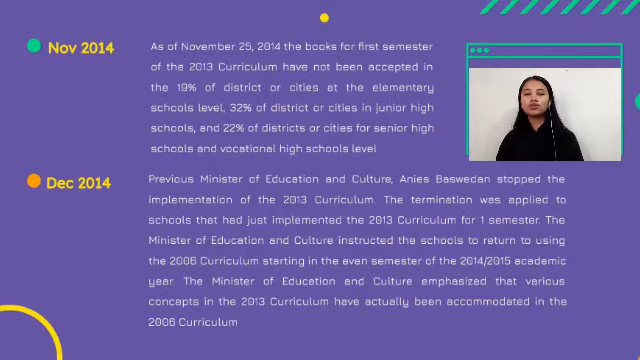 Nov 2014
As of November 25, 2014 the books for first semester
of the 2013 Curriculum have not been accepted in
the 19% of district or cities at the elementary
schools level, 32% of district or cities in junior high
schools, and 22% of districts or cities for senior high
schools and vocational high schools level
Dec 2014
Previous Minister of Education and Culture, Anies Baswedan stopped the
implementation of the 2013 Curriculum. The termination was applied to
schools that had just implemented the 2013 Curriculum for 1 semester. The
Minister of Education and Culture instructed the schools to return to using
the 2006 Curriculum starting in the even semester of the 2014/2015 academic
year. The Minister of Education and Culture emphasized that various
concepts in the 2013 Curriculum have actually been accommodated in the
2006 Curriculum